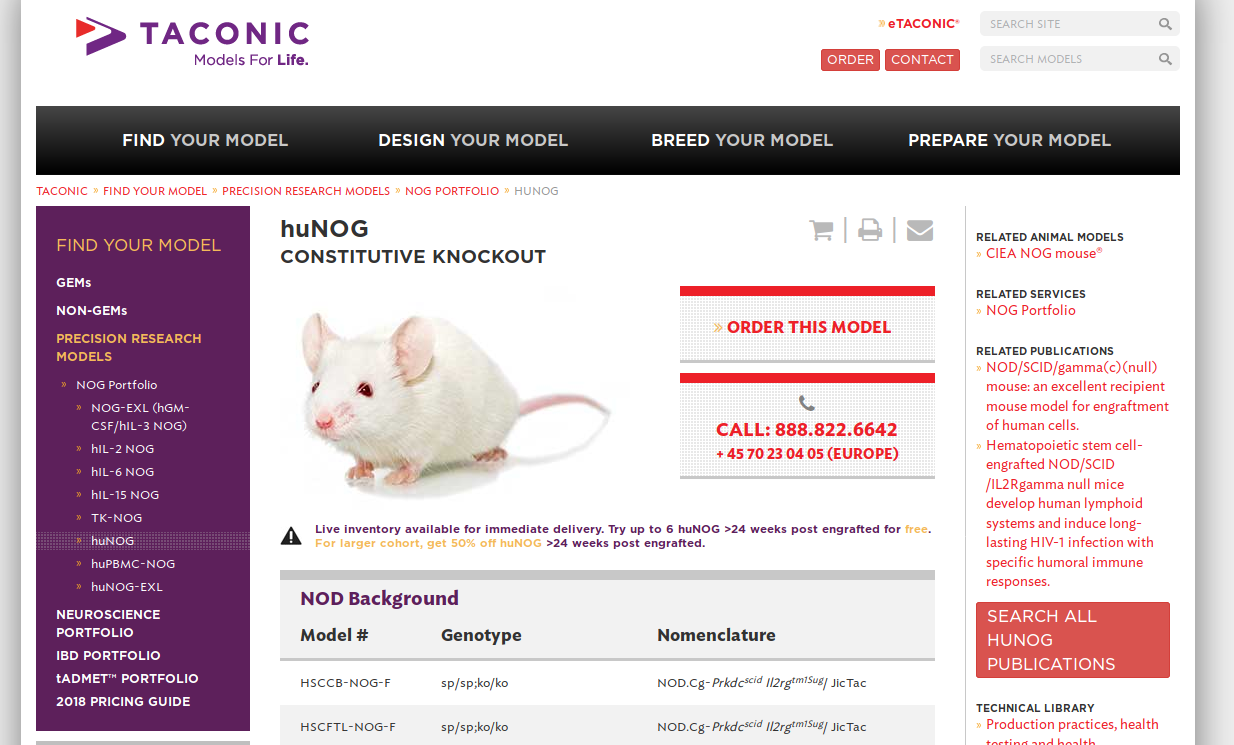 TACONIC
Models For Life.
» eTACONIC®
SEARCH SITE
ORDER
CONTACT
SEARCH MODELS
FIND YOUR MODEL
DESIGN YOUR MODEL
BREED YOUR MODEL
PREPARE YOUR MODEL
TACONIC » FIND YOUR MODEL » PRECISION RESEARCH MODELS » NOG PORTFOLIO » HUNOG
FIND YOUR MODEL
GEMs
NON-GEMs
PRECISION RESEARCH
MODELS
» NOG Portfolio
» NOG-EXL (hGM-
CSF/hIL-3 NOG)
» hIL-2 NOG
» hIL-6 NOG
» hIL-15 NOG
» TK-NOG
» huNOG
» huPBMC-NOG
» huNOG-EXL
NEUROSCIENCE
PORTFOLIO
IBD PORTFOLIO
tADMET™ PORTFOLIO
2018 PRICING GUIDE
huNOG
CONSTITUTIVE KNOCKOUT
» ORDER THIS MODEL
CALL: 888.822.6642
+ 45 70 23 04 05 (EUROPE)
Live inventory available for immediate delivery. Try up to 6 huNOG >24 weeks post engrafted for free.
For larger cohort, get 50% off huNOG >24 weeks post engrafted.
NOD Background
Model # Genotype Nomenclature
HSCCB-NOG-F sp/sp;ko/ko NOD.Cg-Prkdcscid Il2rgtm1Sug/ JicTac
HSCFTL-NOG-F sp/sp;ko/ko NOD.Cg-Prkdcscid Il2rgtm1Sug/ JicTac
RELATED ANIMAL MODELS
» CIEA NOG mouse®
RELATED SERVICES
» NOG Portfolio
RELATED PUBLICATIONS
» NOD/SCID/gamma(c)(null)
mouse: an excellent recipient
mouse model for engraftment
of human cells.
» Hematopoietic stem cell-
engrafted NOD/SCID
/IL2Rgamma null mice
develop human lymphoid
systems and induce long-
lasting HIV-1 infection with
specific humoral immune
responses.
SEARCH ALL
HUNOG
PUBLICATIONS
TECHNICAL LIBRARY
» Production practices, health
testing and health